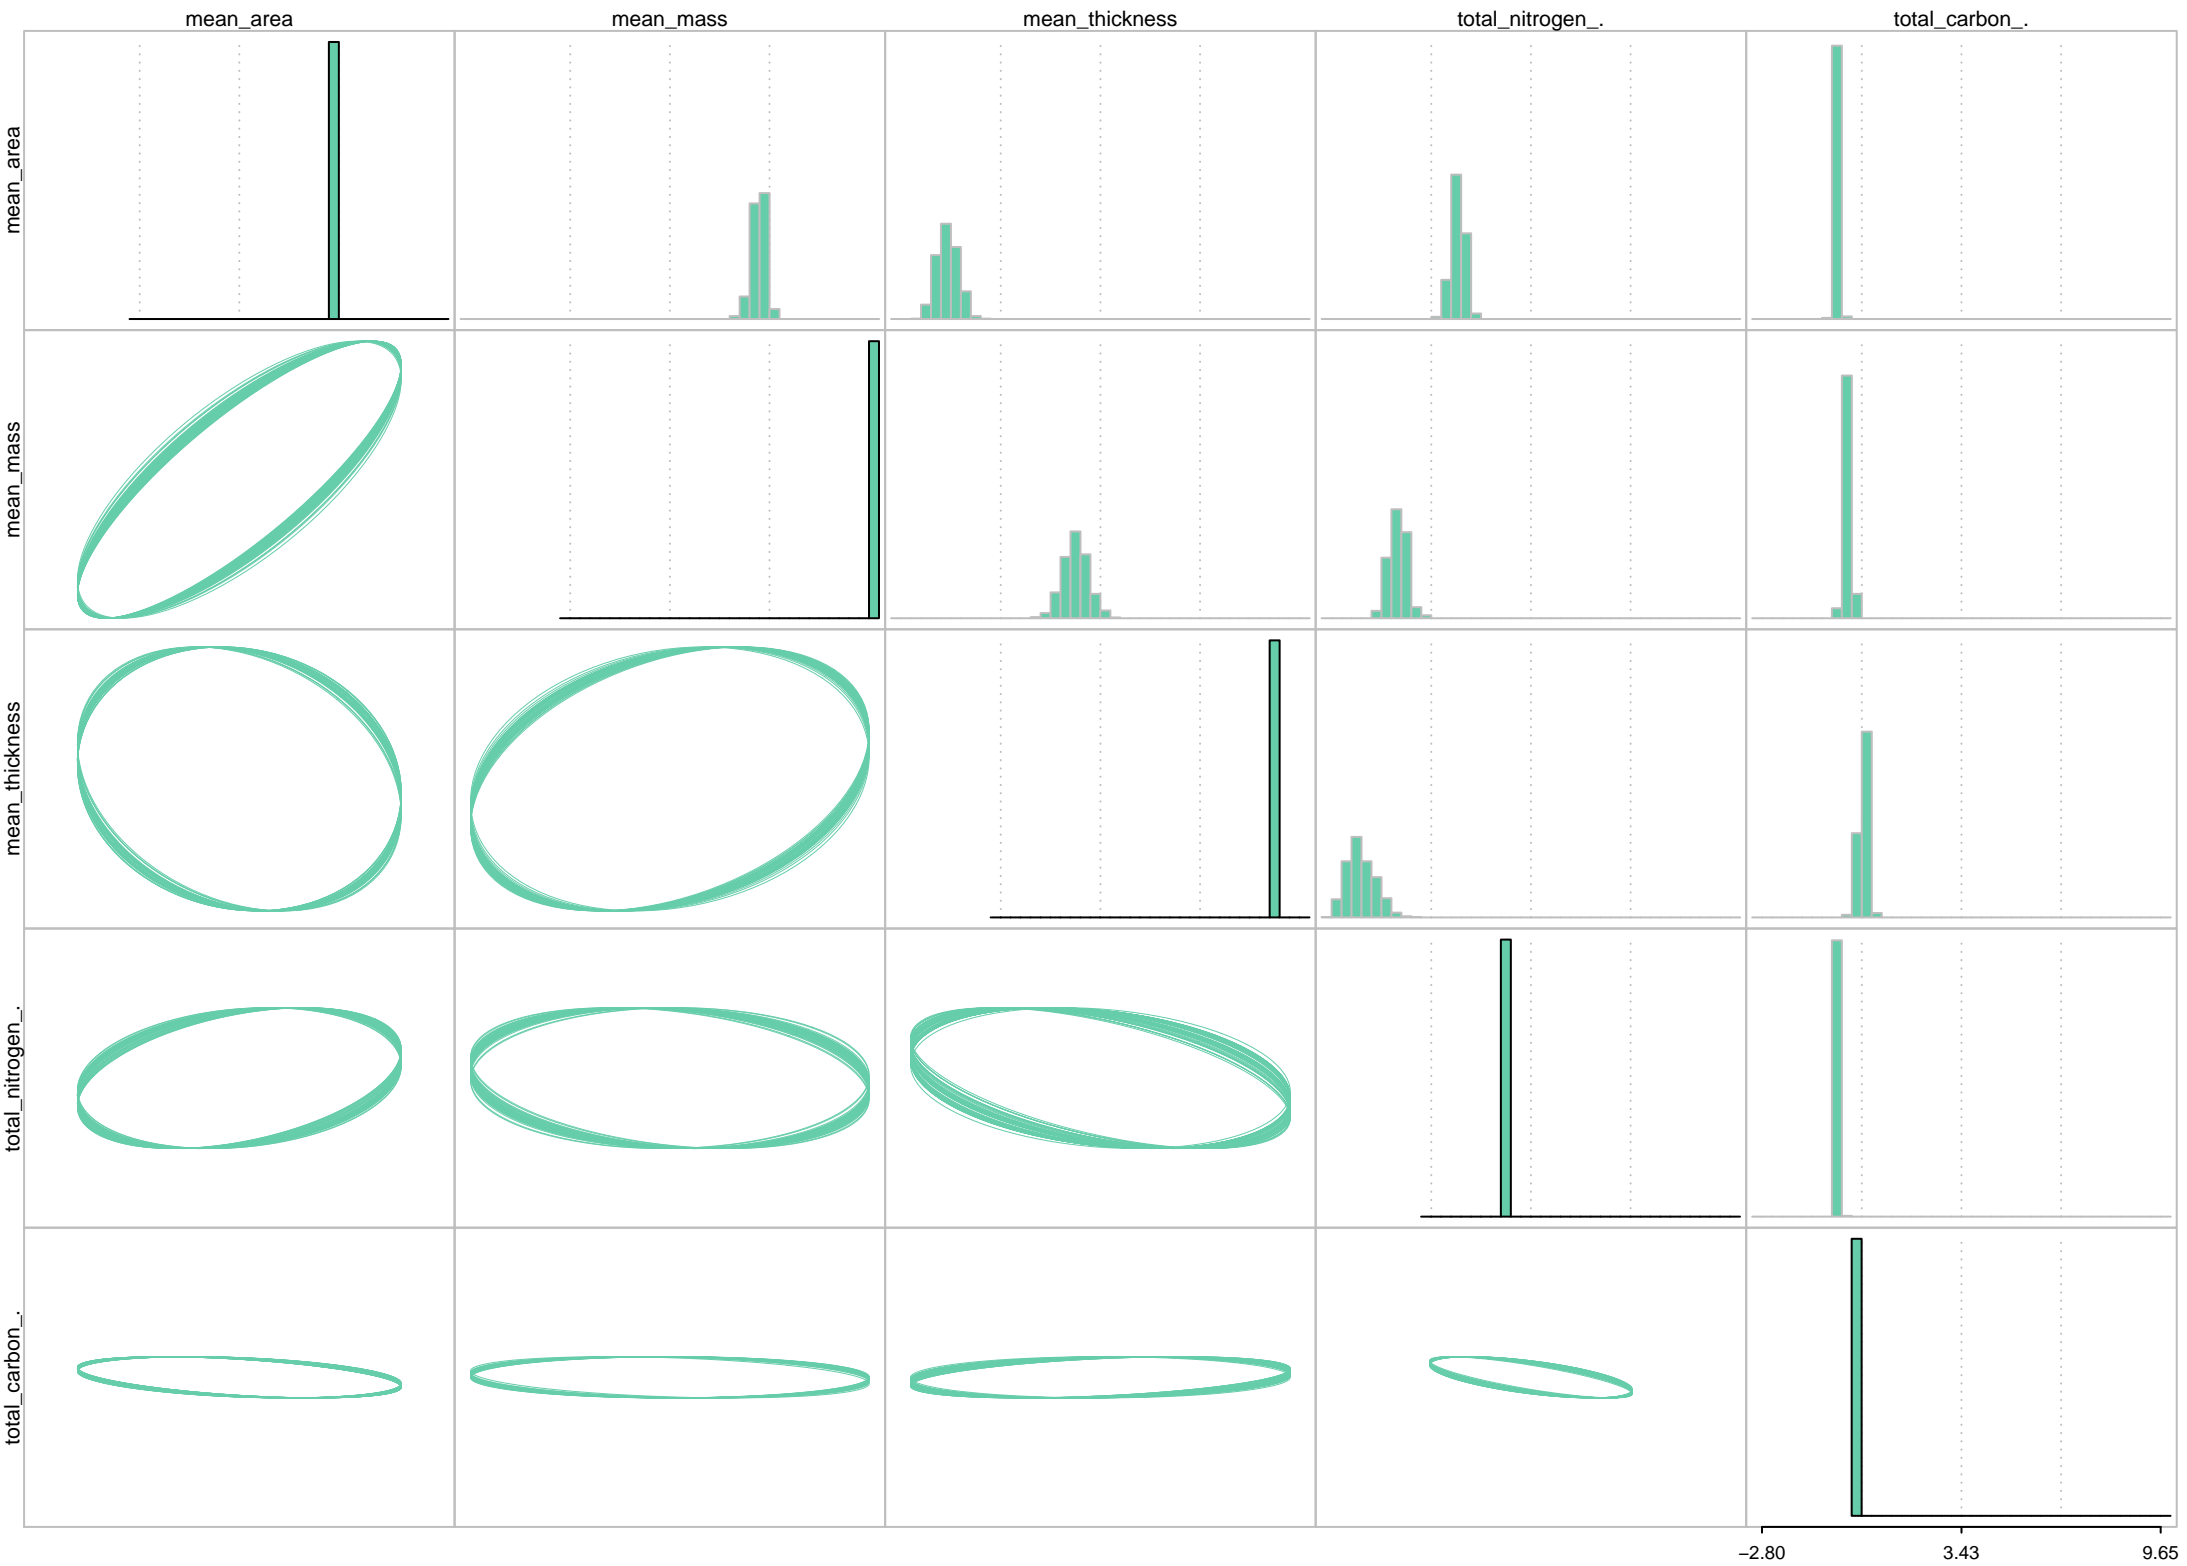 mean_area mean_mass mean_thickness total_nitrogen_. total_carbon_.
mean_area
mean_mass
mean_thickness
total_nitrogen_.
total_carbon_.
−2.80 3.43 9.65